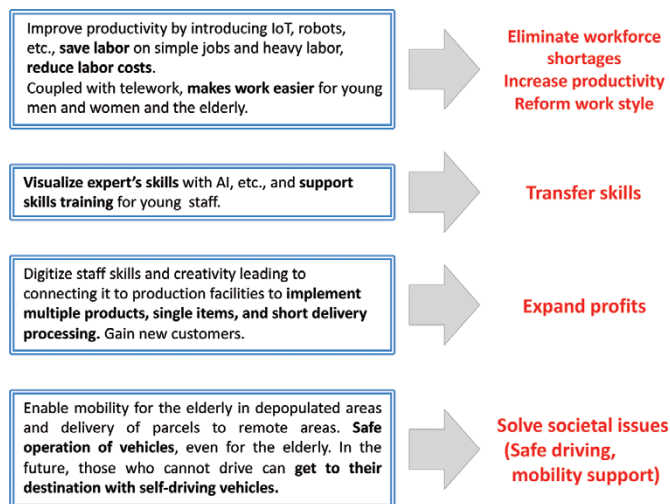 Improve productivity by introducing IoT, robots,
etc., save labor on simple jobs and heavy labor,
reduce labor costs.
Coupled with telework, makes work easier for young
men and women and the elderly.
Eliminate workforce
shortages
Increase productivity
Reform work style
Visualize expert's skills with AI, etc., and support
skills training for young staff.
Transfer skills
Digitize staff skills and creativity leading to
connecting it to production facilities to implement
multiple products, single items, and short delivery
processing. Gain new customers.
Expand profits
Enable mobility for the elderly in depopulated areas
and delivery of parcels to remote areas. Safe
operation of vehicles, even for the elderly. In the
future, those who cannot drive can get to their
destination with self-driving vehicles.
Solve societal issues
(Safe driving,
mobility support)